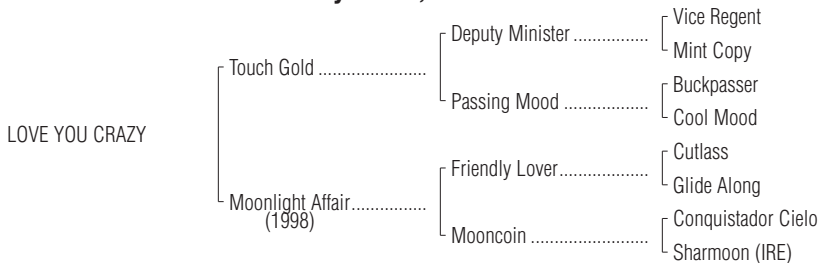 Vice Regent
Deputy Minister ................
Mint Copy
Touch Gold .......................
Buckpasser
Passing Mood ..................
Cool Mood
LOVE YOU CRAZY
Cutlass
Friendly Lover...................
Glide Along
Moonlight Affair................
(1998)
Conquistador Cielo
Mooncoin .........................
Sharmoon (IRE)